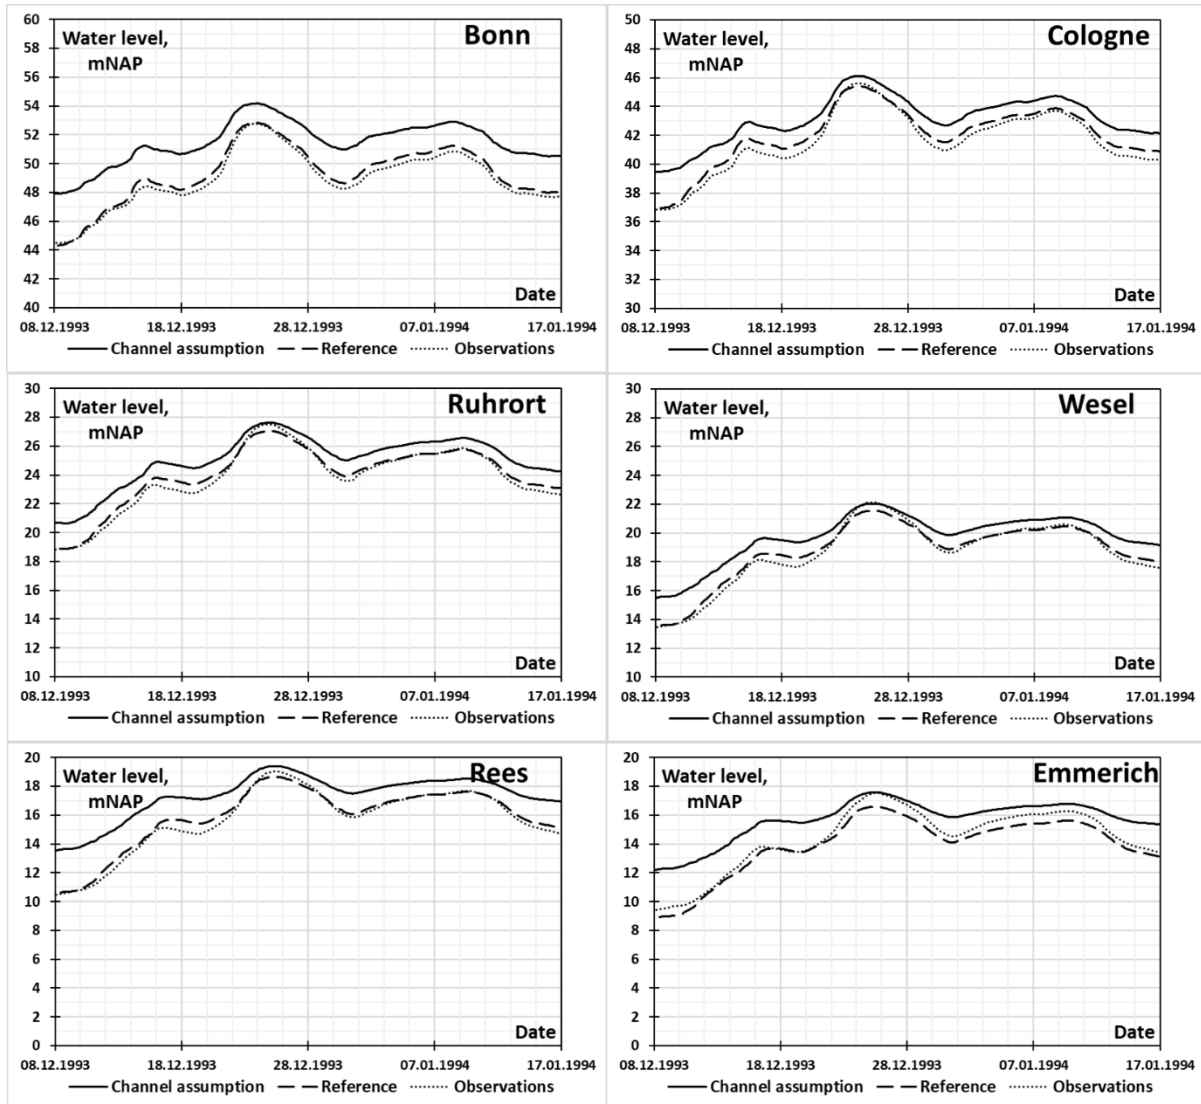 Bonn
Water level,
mNAP
60
58
56
54
52
50
48
46
44
42
40
Date
08.12.1993 18.12.1993 28.12.1993 07.01.1994 17.01.1994
Channel assumption Reference Observations
Cologne
Water level,
mNAP
50
48
46
44
42
40
38
36
34
32
30
Date
08.12.1993 18.12.1993 28.12.1993 07.01.1994 17.01.1994
Channel assumption Reference Observations
Ruhrort
Water level,
mNAP
30
28
26
24
22
20
18
16
14
12
10
Date
08.12.1993 18.12.1993 28.12.1993 07.01.1994 17.01.1994
Channel assumption Reference Observations
Wesel
Water level,
mNAP
30
28
26
24
22
20
18
16
14
12
10
Date
08.12.1993 18.12.1993 28.12.1993 07.01.1994 17.01.1994
Channel assumption Reference Observations
Rees
Water level,
mNAP
20
18
16
14
12
10
8
6
4
2
0
Date
08.12.1993 18.12.1993 28.12.1993 07.01.1994 17.01.1994
Channel assumption Reference Observations
Emmerich
Water level,
mNAP
20
18
16
14
12
10
8
6
4
2
0
Date
08.12.1993 18.12.1993 28.12.1993 07.01.1994 17.01.1994
Channel assumption Reference Observations